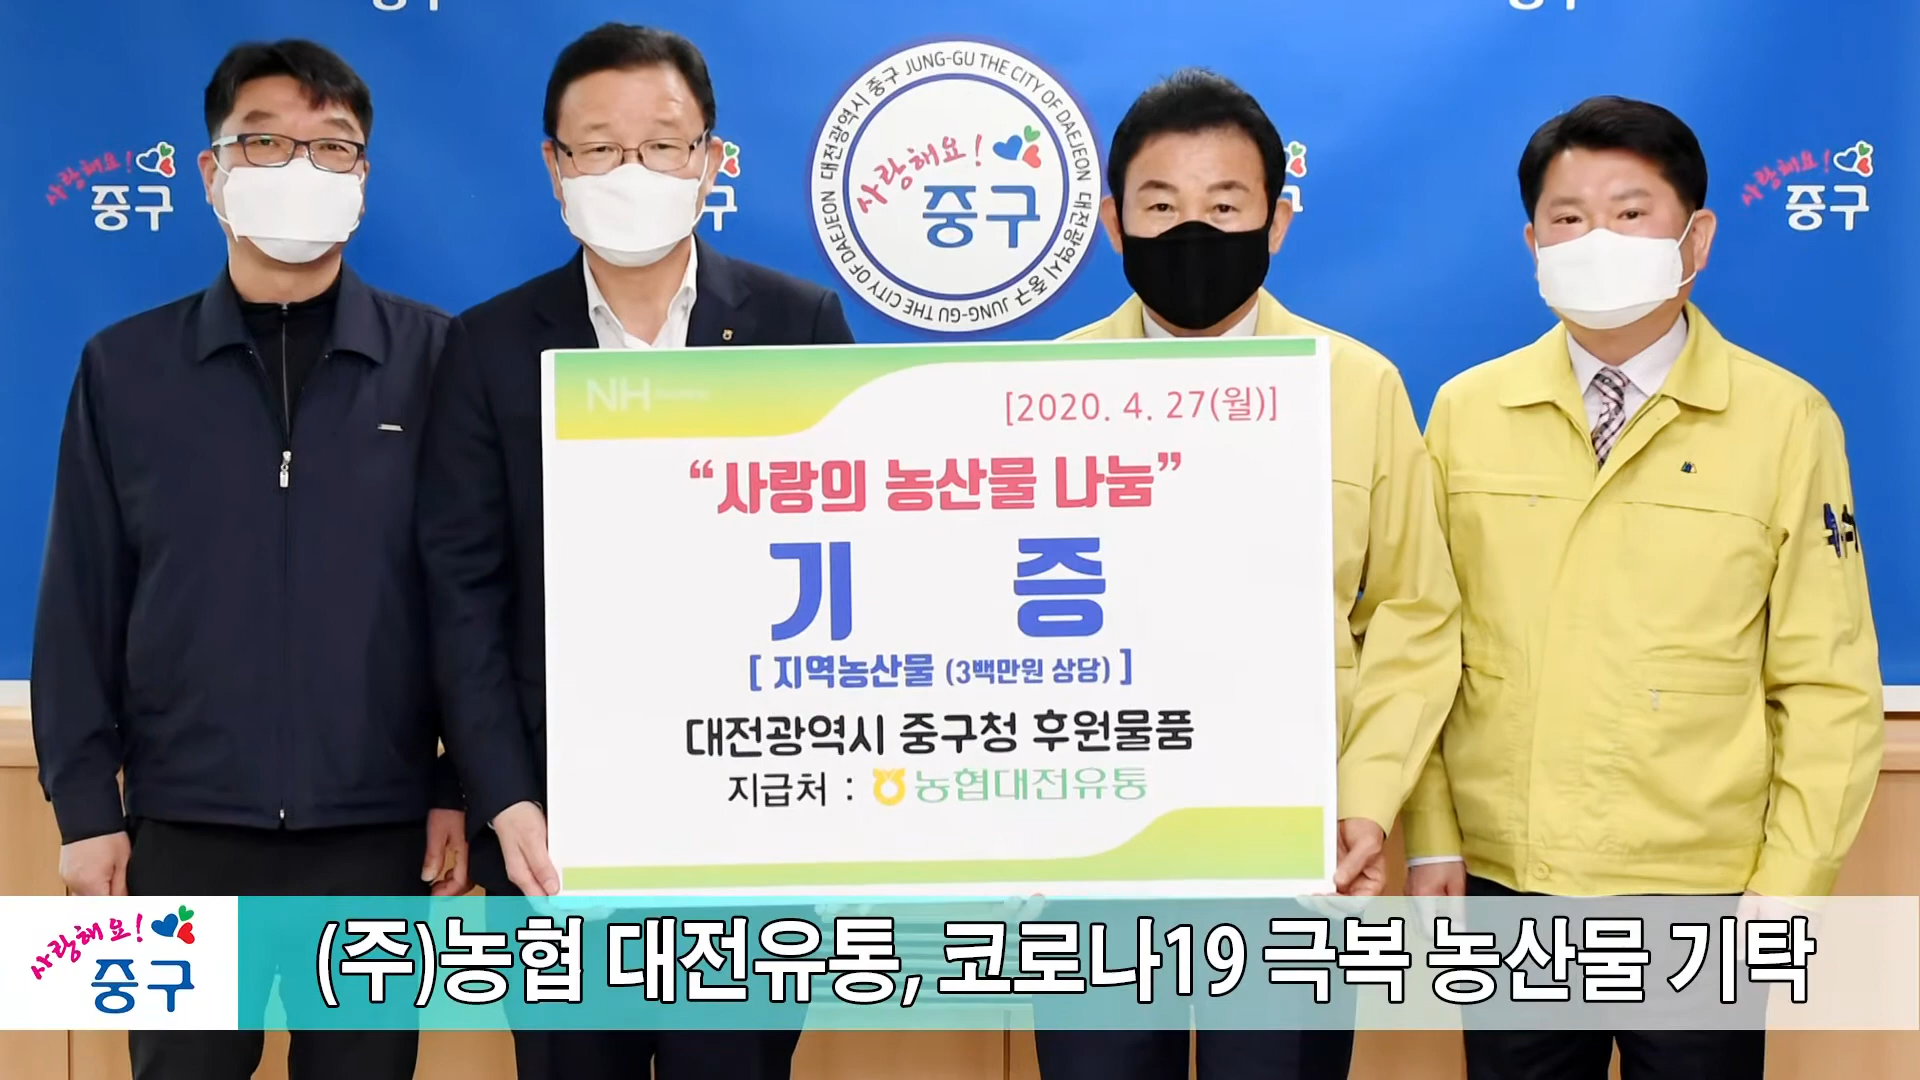 중구
중구
JUNG-GU THE CITY OF DAEJEON 대전광역시 중구 JUNG-GU THE CITY OF DAEJEON 대전광역시 중구
사랑해요!
중구
사랑해요!
중구
중구
사랑해요!
중구
NH
[2020. 4. 27(월)]
“사랑의 농산물 나눔”
기 증
[ 지역농산물 (3백만원 상당) ]
대전광역시 중구청 후원물품
지급처 : 농협대전유통
사랑해요!
중구
(주)농협 대전유통, 코로나19 극복 농산물 기탁